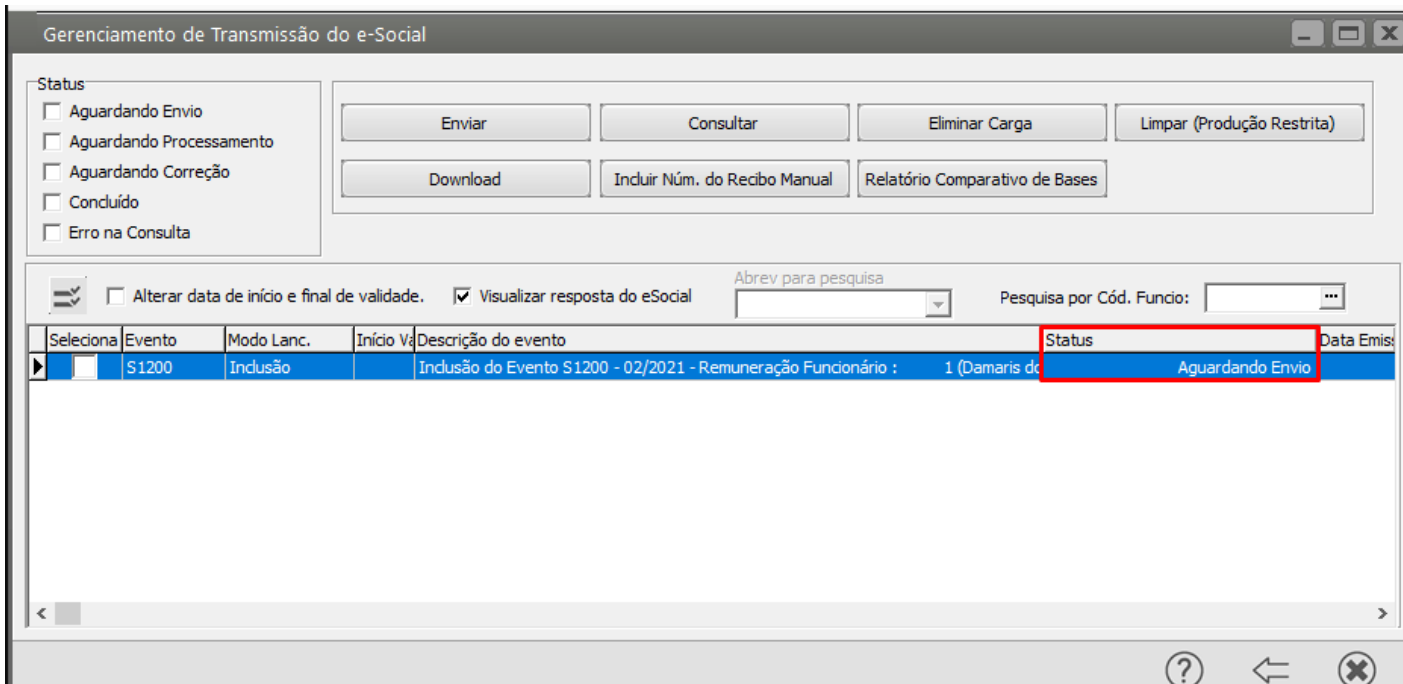 Gerenciamento de Transmissão do e-Social
Status
Aguardando Envio
Aguardando Processamento
Aguardando Correção
Concluído
Erro na Consulta
Enviar
Consultar
Eliminar Carga
Limpar (Produção Restrita)
Download
Incluir Núm. do Recibo Manual
Relatório Comparativo de Bases
Alterar data de início e final de validade.
Visualizar resposta do eSocial
Abrev para pesquisa
Pesquisa por Cód. Funcio:
Seleciona Evento Modo Lanc. Início Va Descrição do evento Status Data Emiss
S1200 Inclusão Inclusão do Evento S1200 - 02/2021 - Remuneração Funcionário : 1 (Damaris do Aguardando Envio